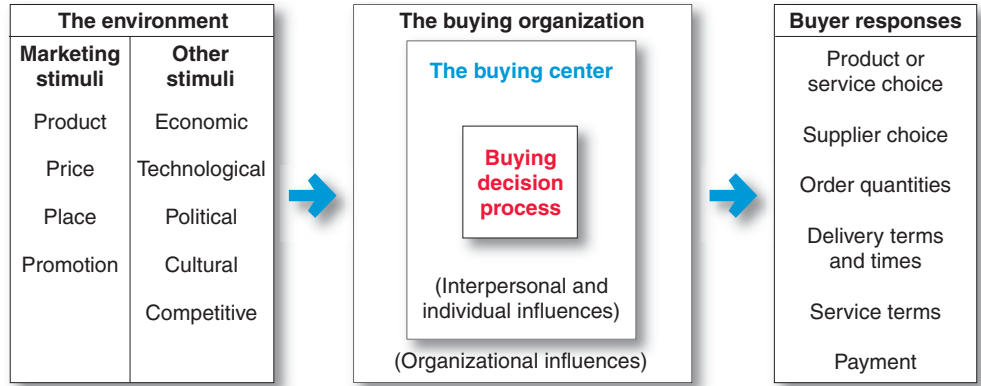 The environment
Marketing
stimuli
Product
Price
Place
Promotion
Other
stimuli
Economic
Technological
Political
Cultural
Competitive
The buying organization
The buying center
Buying
decision
process
(Interpersonal and
individual influences)
(Organizational influences)
Buyer responses
Product or
service choice
Supplier choice
Order quantities
Delivery terms
and times
Service terms
Payment